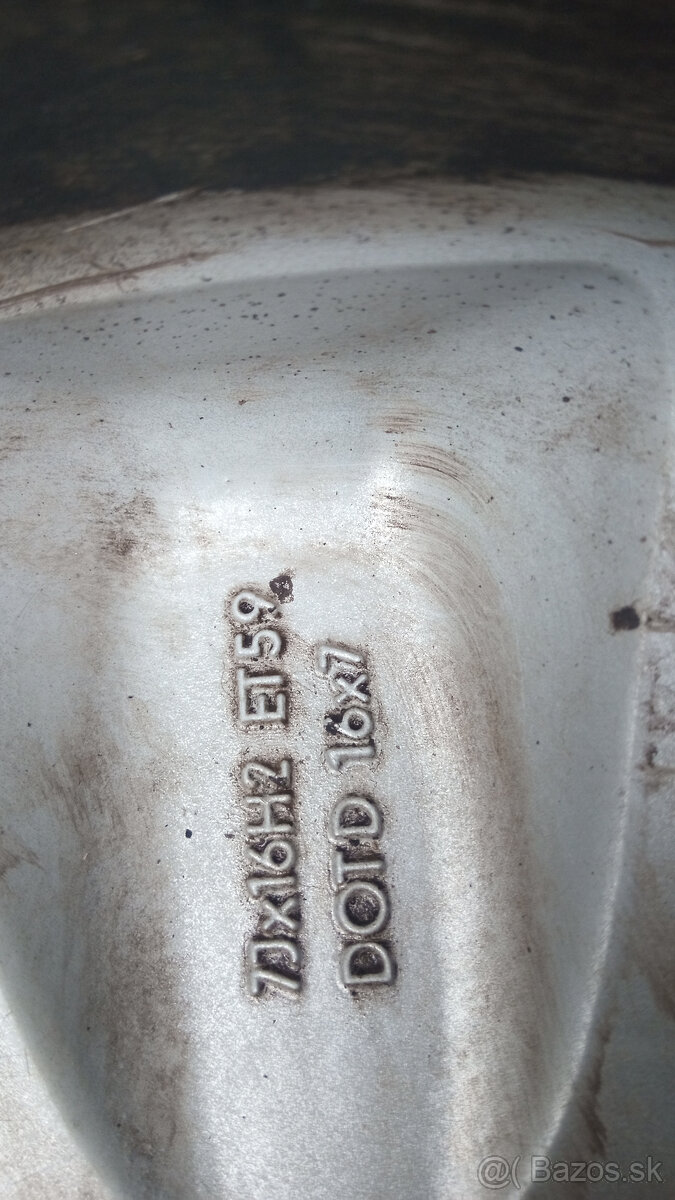 7Jx16H2 ET59
DOTD 16x7
@( Bazos.sk